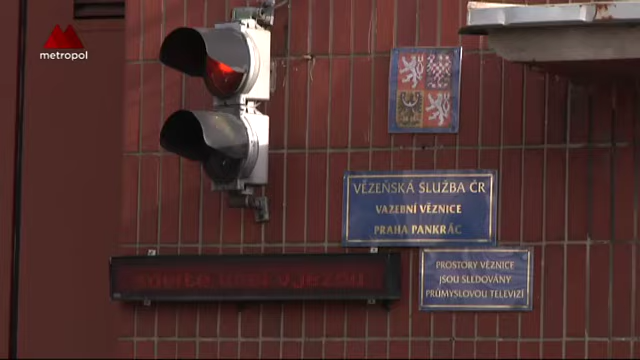 metropol
VĚZEŇSKÁ SLUŽBA ČR
VAZEBNÍ VĚZNICE
PRAHA PANKRÁC
PROSTORY VĚZNICE
JSOU SLEDOVÁNY
PRŮMYSLOVOU TELEVIZÍ